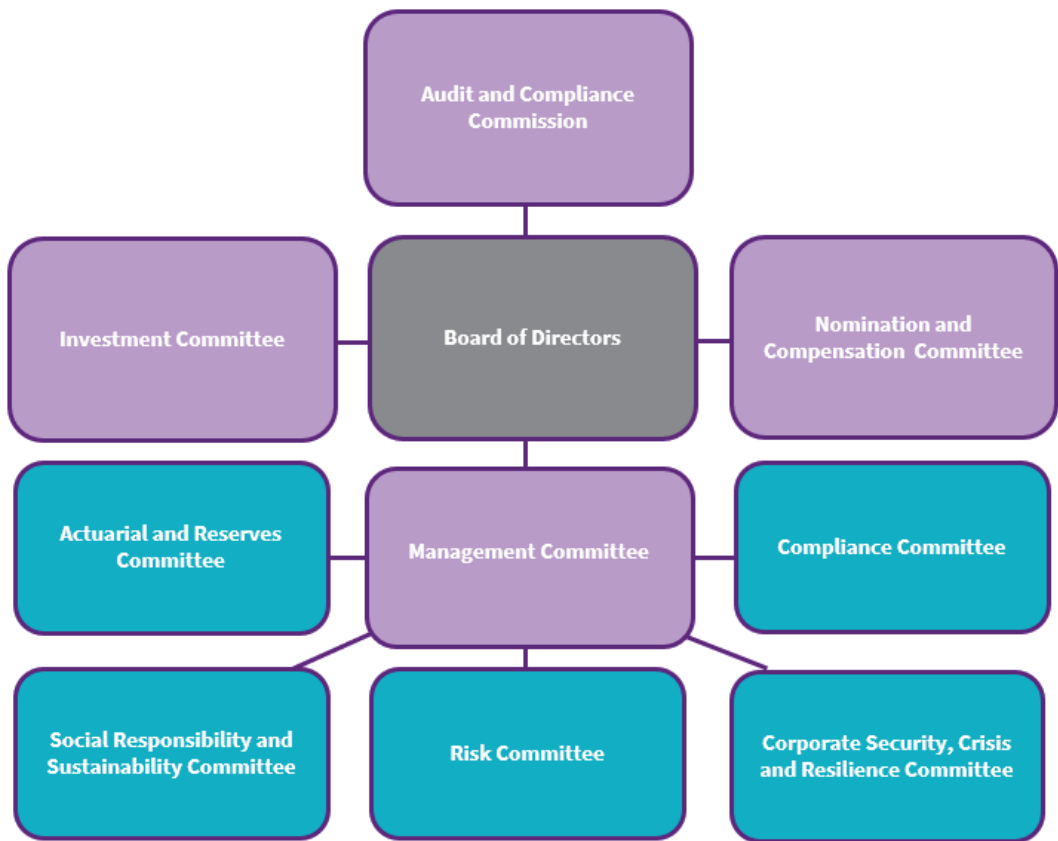 Audit and Compliance
Commission
Investment Committee
Board of Directors
Nomination and
Compensation  Committee
Actuarial and Reserves
Committee
Management Committee
Compliance Committee
Social Responsibility and
Sustainability Committee
Risk Committee
Corporate Security, Crisis
and Resilience Committee